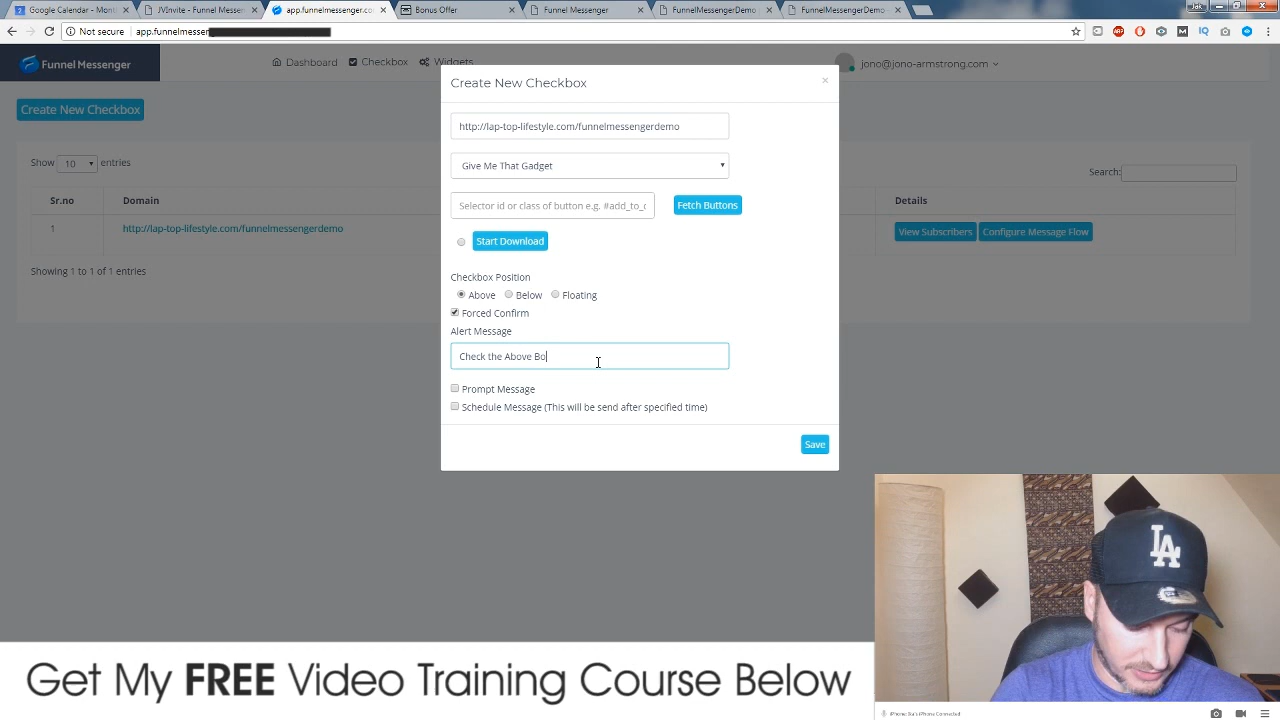 Google Calendar - Mont
JVInvite - Funnel Messen
app.funnelmessenger.co
Bonus Offer
Funnel Messenger
FunnelMessengerDemo
FunnelMessengerDemo
Jak
Not secure
app.funnelmesser
Funnel Messenger
Dashboard
Checkbox
Widgets
jono@jono-armstrong.com
Create New Checkbox
Create New Checkbox
×
http://lap-top-lifestyle.com/funnelmessengerdemo
Give Me That Gadget
Selector id or class of button e.g. #add_to_c
Fetch Buttons
Start Download
Checkbox Position
Above Below Floating
Forced Confirm
Alert Message
Check the Above Bo
Prompt Message
Schedule Message (This will be send after specified time)
Save
Show 10 entries
Search:
Sr.no Domain Details
1 http://lap-top-lifestyle.com/funnelmessengerdemo View Subscribers Configure Message Flow
Showing 1 to 1 of 1 entries
LA
Get My FREE Video Training Course Below